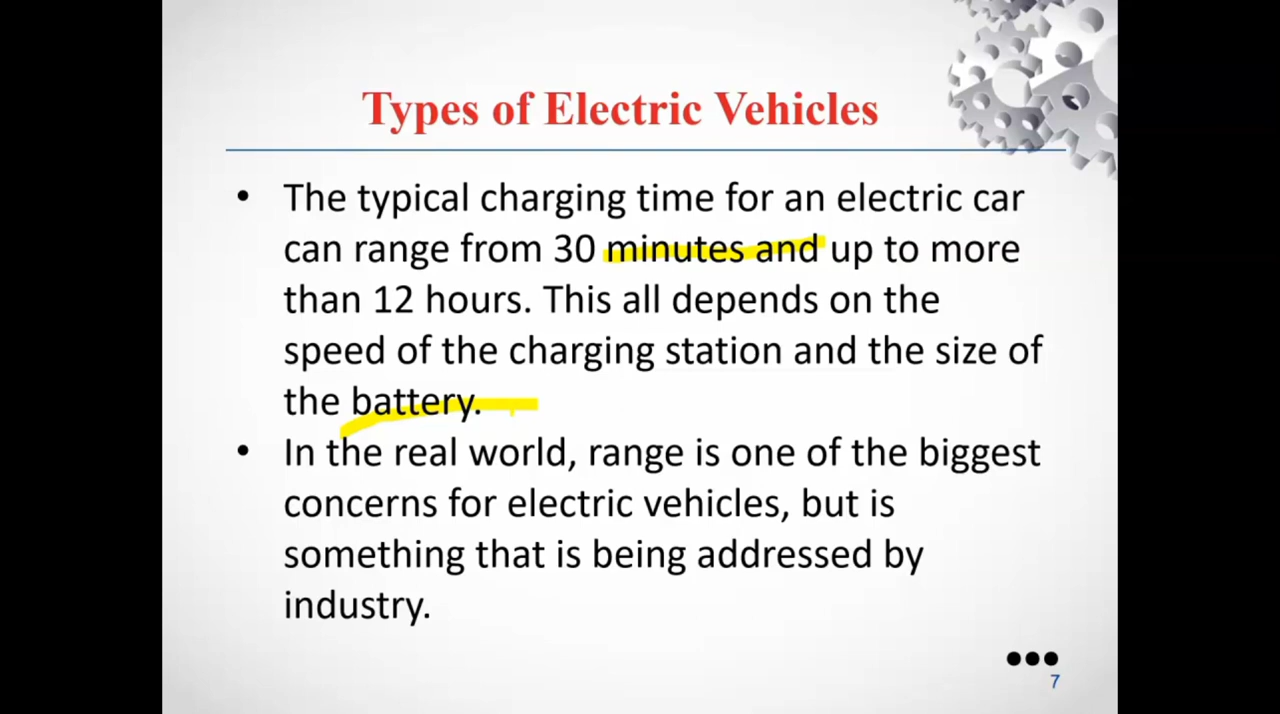 Types of Electric Vehicles
• The typical charging time for an electric car
can range from 30 minutes and up to more
than 12 hours. This all depends on the
speed of the charging station and the size of
the battery.
• In the real world, range is one of the biggest
concerns for electric vehicles, but is
something that is being addressed by
industry.
7